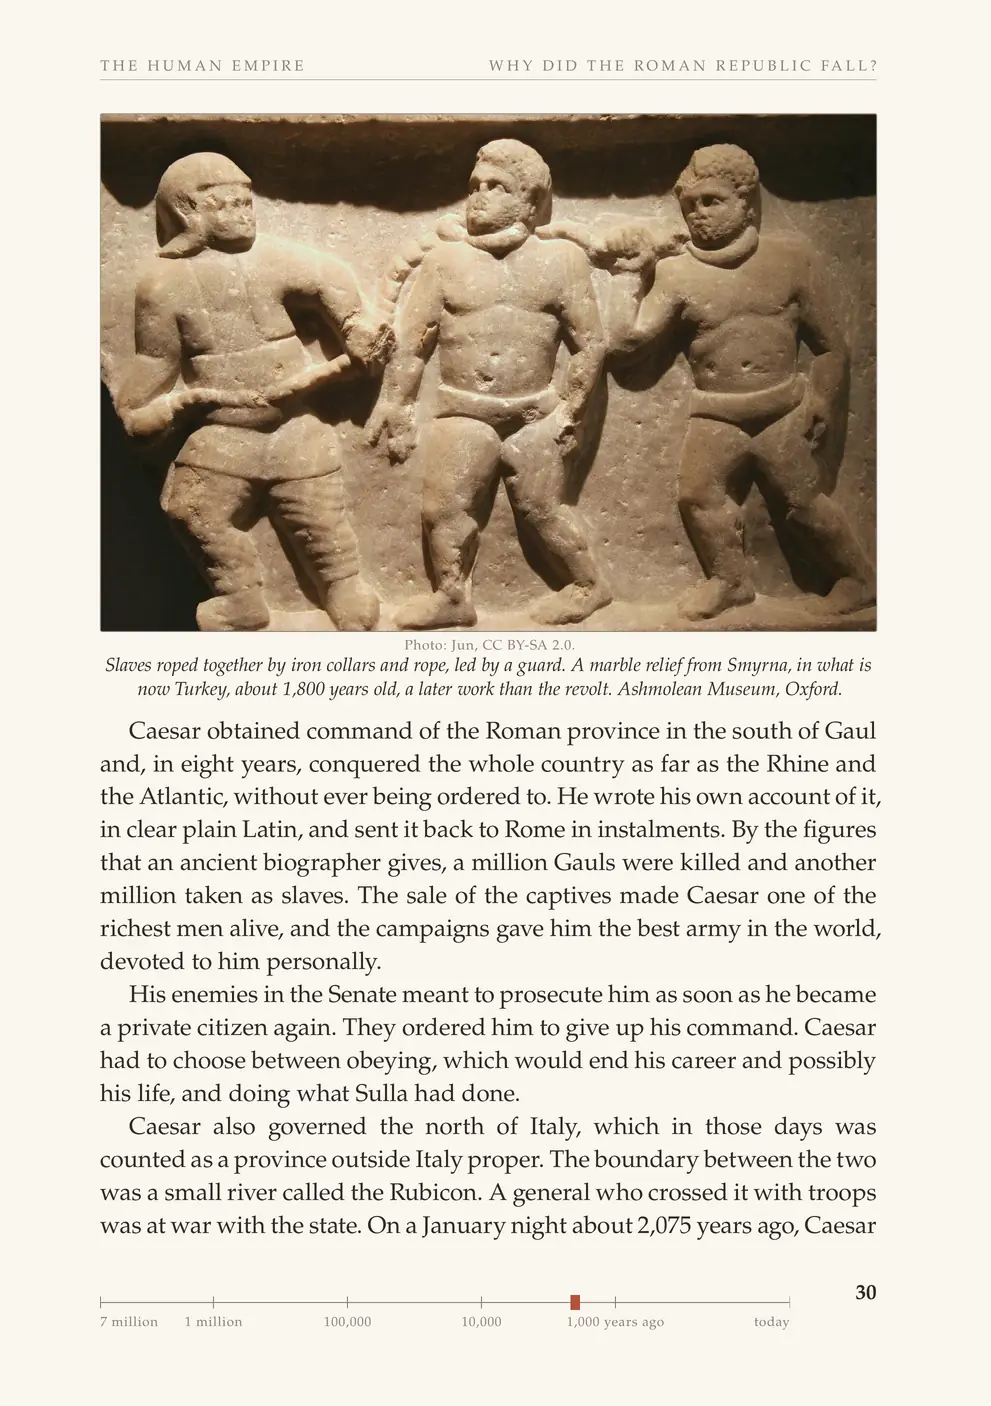 THE HUMAN EMPIRE WHY DID THE ROMAN REPUBLIC FALL?
Photo: Jun, CC BY-SA 2.0.
Slaves roped together by iron collars and rope, led by a guard. A marble relief from Smyrna, in what is
now Turkey, about 1,800 years old, a later work than the revolt. Ashmolean Museum, Oxford.
Caesar obtained command of the Roman province in the south of Gaul
and, in eight years, conquered the whole country as far as the Rhine and
the Atlantic, without ever being ordered to. He wrote his own account of it,
in clear plain Latin, and sent it back to Rome in instalments. By the figures
that an ancient biographer gives, a million Gauls were killed and another
million taken as slaves. The sale of the captives made Caesar one of the
richest men alive, and the campaigns gave him the best army in the world,
devoted to him personally.
His enemies in the Senate meant to prosecute him as soon as he became
a private citizen again. They ordered him to give up his command. Caesar
had to choose between obeying, which would end his career and possibly
his life, and doing what Sulla had done.
Caesar also governed the north of Italy, which in those days was
counted as a province outside Italy proper. The boundary between the two
was a small river called the Rubicon. A general who crossed it with troops
was at war with the state. On a January night about 2,075 years ago, Caesar
30
7 million 1 million 100,000 10,000 1,000 years ago today